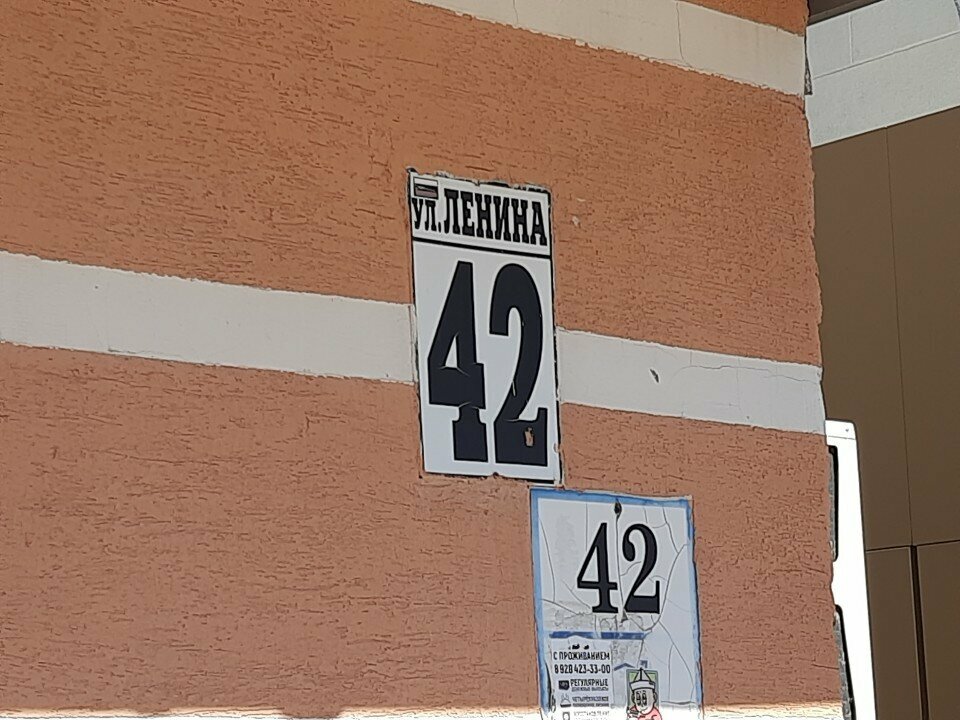 УЛ. ЛЕНИНА
42
42
С ПРОЖИВАНИЕМ
8 928 423-33-00
РЕГУЛЯРНЫЕ